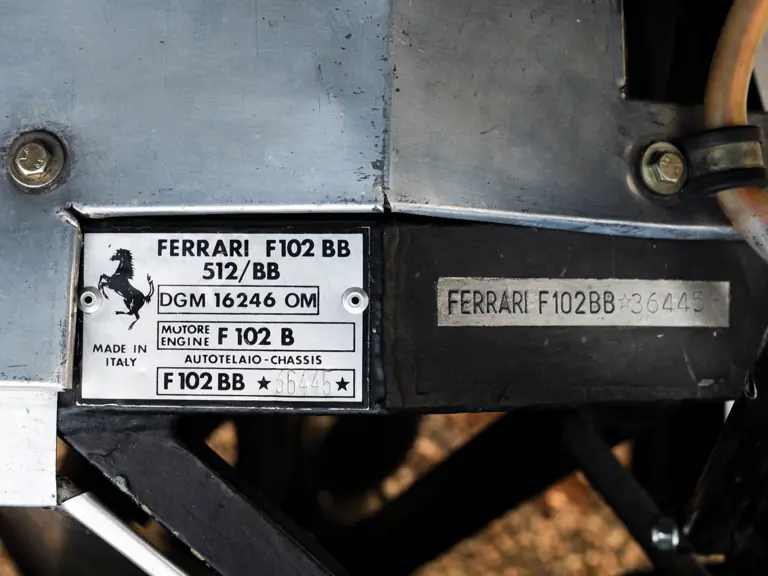 FERRARI F102 BB
512/BB
DGM 16246 OM
MOTORE
ENGINE F 102 B
MADE IN
ITALY
AUTOTELAIO-CHASSIS
F 102 BB ★ 36445 ★
FERRARI F102BB☆36445☆